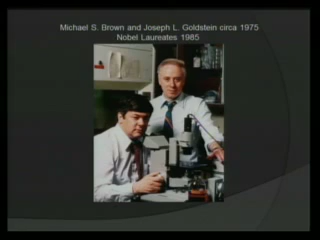 Michael S. Brown and Joseph L. Goldstein circa 1975
Nobel Laureates 1985